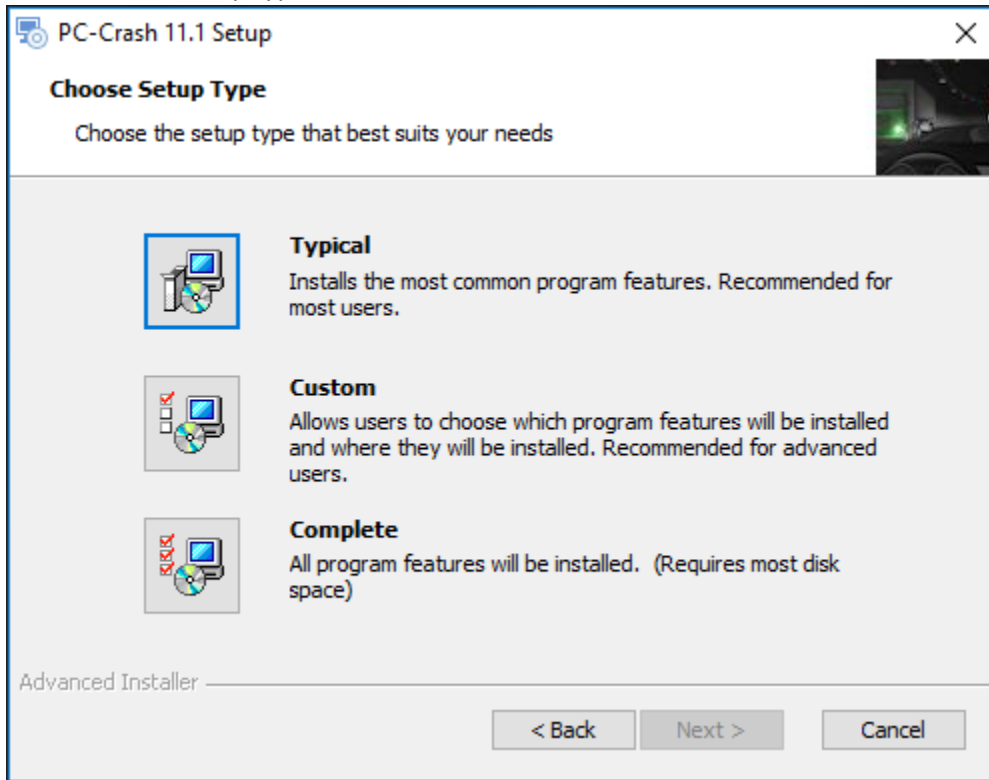 PC-Crash 11.1 Setup
Choose Setup Type
Choose the setup type that best suits your needs
Typical
Installs the most common program features. Recommended for
most users.
Custom
Allows users to choose which program features will be installed
and where they will be installed. Recommended for advanced
users.
Complete
All program features will be installed.  (Requires most disk
space)
Advanced Installer
< Back
Next >
Cancel